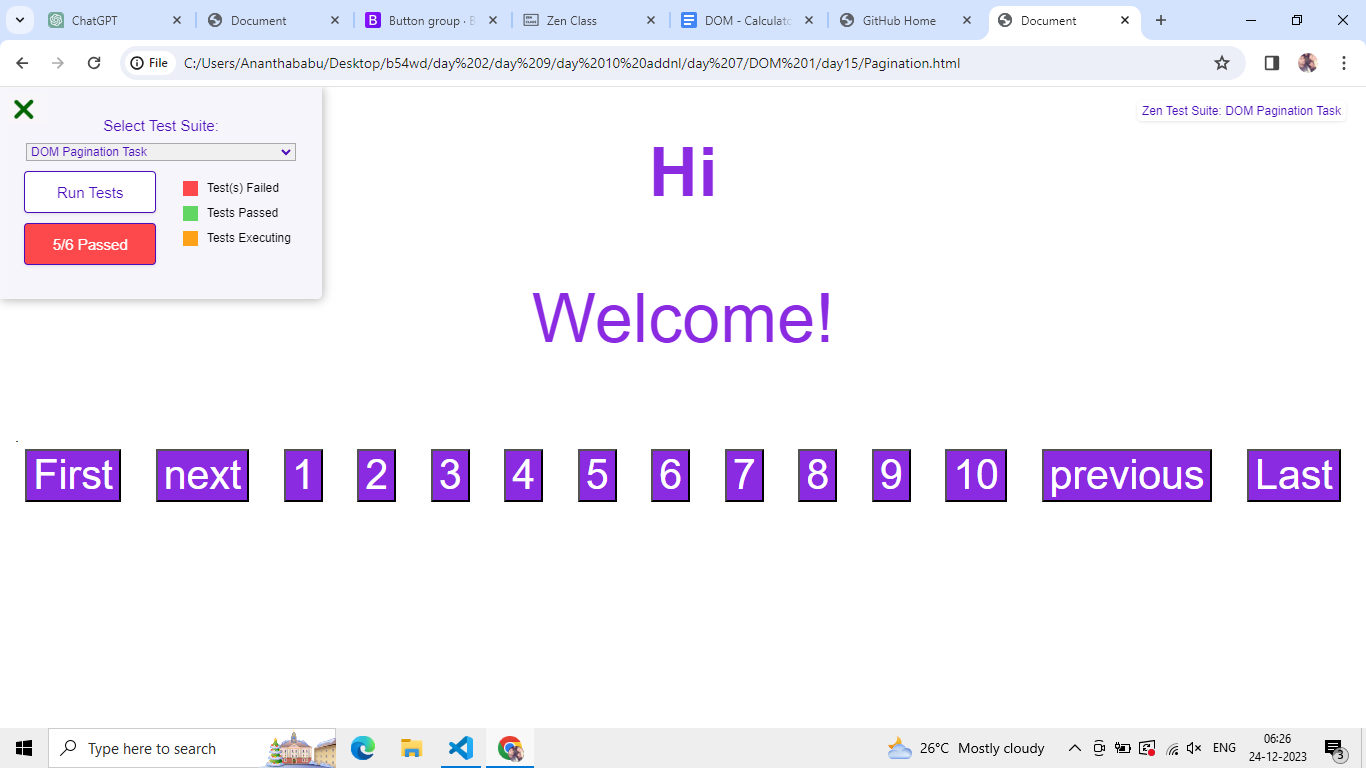 ChatGPT
Document
Button group · B
Zen Class
DOM - Calculato
GitHub Home
Document
File
C:/Users/Ananthababu/Desktop/b54wd/day%202/day%209/day%2010%20addnl/day%207/DOM%201/day15/Pagination.html
Select Test Suite:
DOM Pagination Task
Run Tests
5/6 Passed
Test(s) Failed
Tests Passed
Tests Executing
Zen Test Suite: DOM Pagination Task
Hi
Welcome!
.
First next 1 2 3 4 5 6 7 8 9 10 previous Last
Type here to search
26°C Mostly cloudy
ENG
06:26
24-12-2023
3